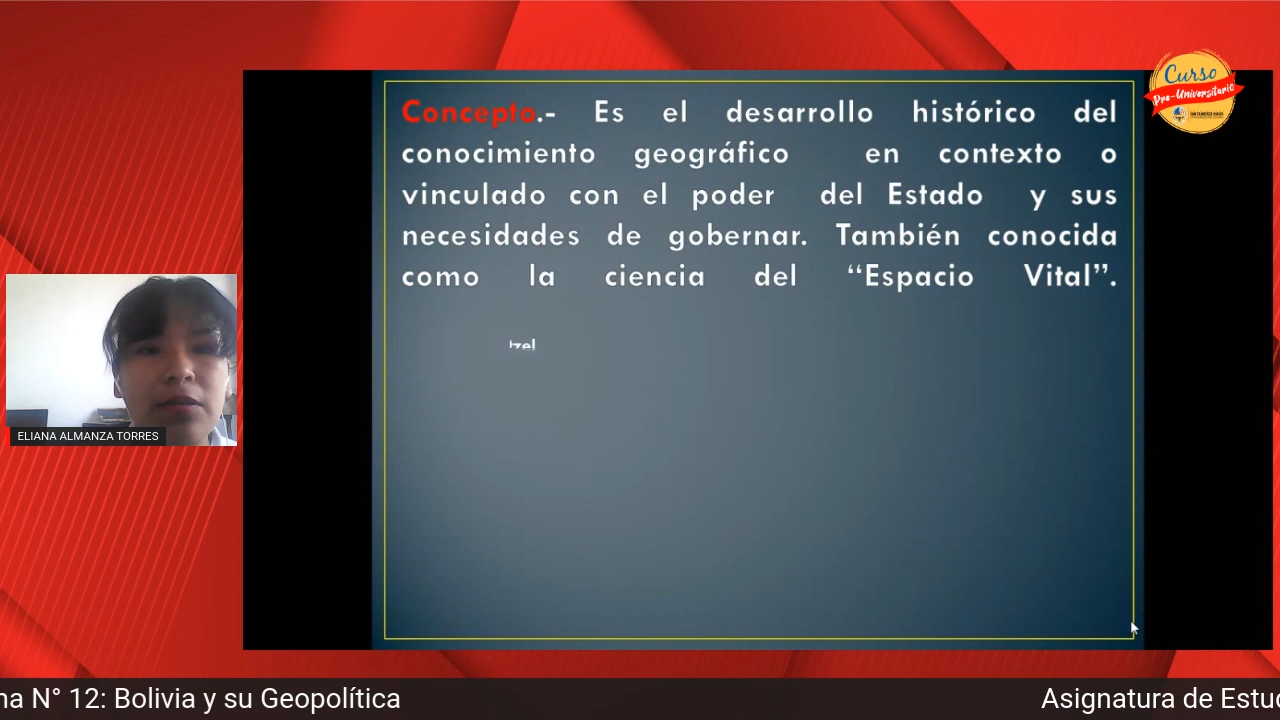 Concepto.- Es el desarrollo histórico del
conocimiento geográfico en contexto o
vinculado con el poder del Estado y sus
necesidades de gobernar. También conocida
como la ciencia del “Espacio Vital”.
Curso
Pre-Universitario
ELIANA ALMANZA TORRES
N° 12: Bolivia y su Geopolítica
Asignatura de